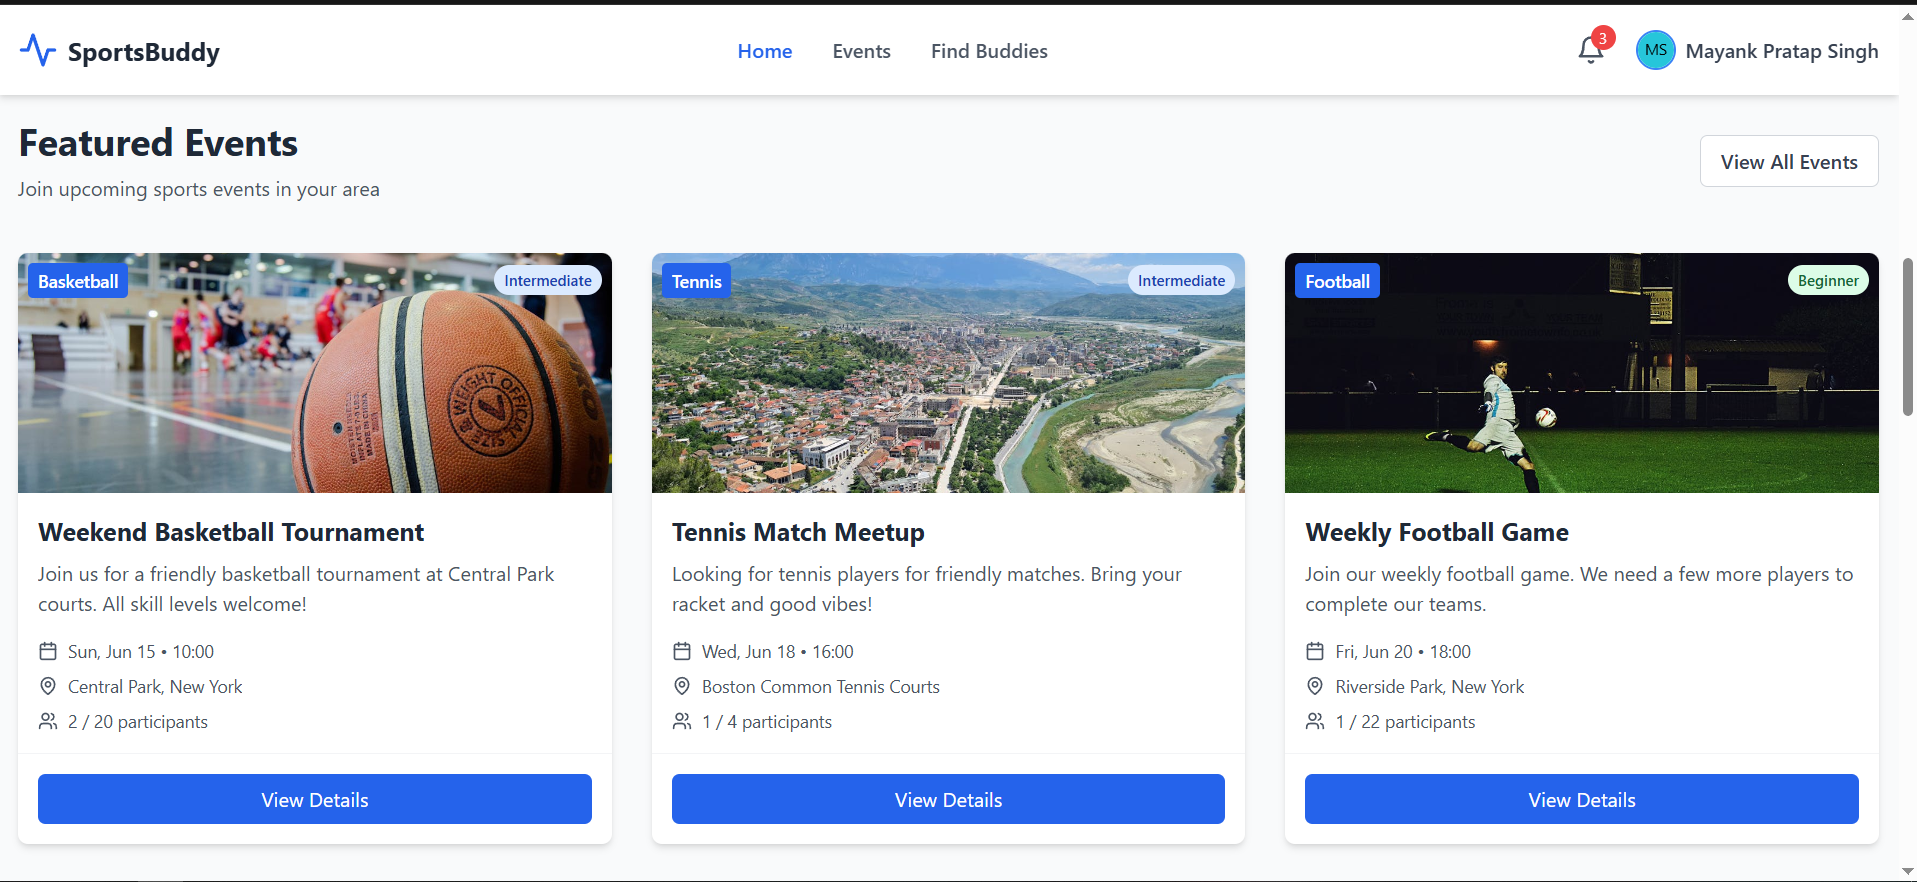 SportsBuddy
Home
Events
Find Buddies
3
MS
Mayank Pratap Singh
Featured Events
Join upcoming sports events in your area
View All Events
Basketball
Intermediate
WEIGHT OFFICIAL SIZE &
MADE IN CHINA
Weekend Basketball Tournament
Join us for a friendly basketball tournament at Central Park
courts. All skill levels welcome!
Sun, Jun 15 • 10:00
Central Park, New York
2 / 20 participants
View Details
Tennis
Intermediate
Tennis Match Meetup
Looking for tennis players for friendly matches. Bring your
racket and good vibes!
Wed, Jun 18 • 16:00
Boston Common Tennis Courts
1 / 4 participants
View Details
Football
Beginner
Weekly Football Game
Join our weekly football game. We need a few more players to
complete our teams.
Fri, Jun 20 • 18:00
Riverside Park, New York
1 / 22 participants
View Details